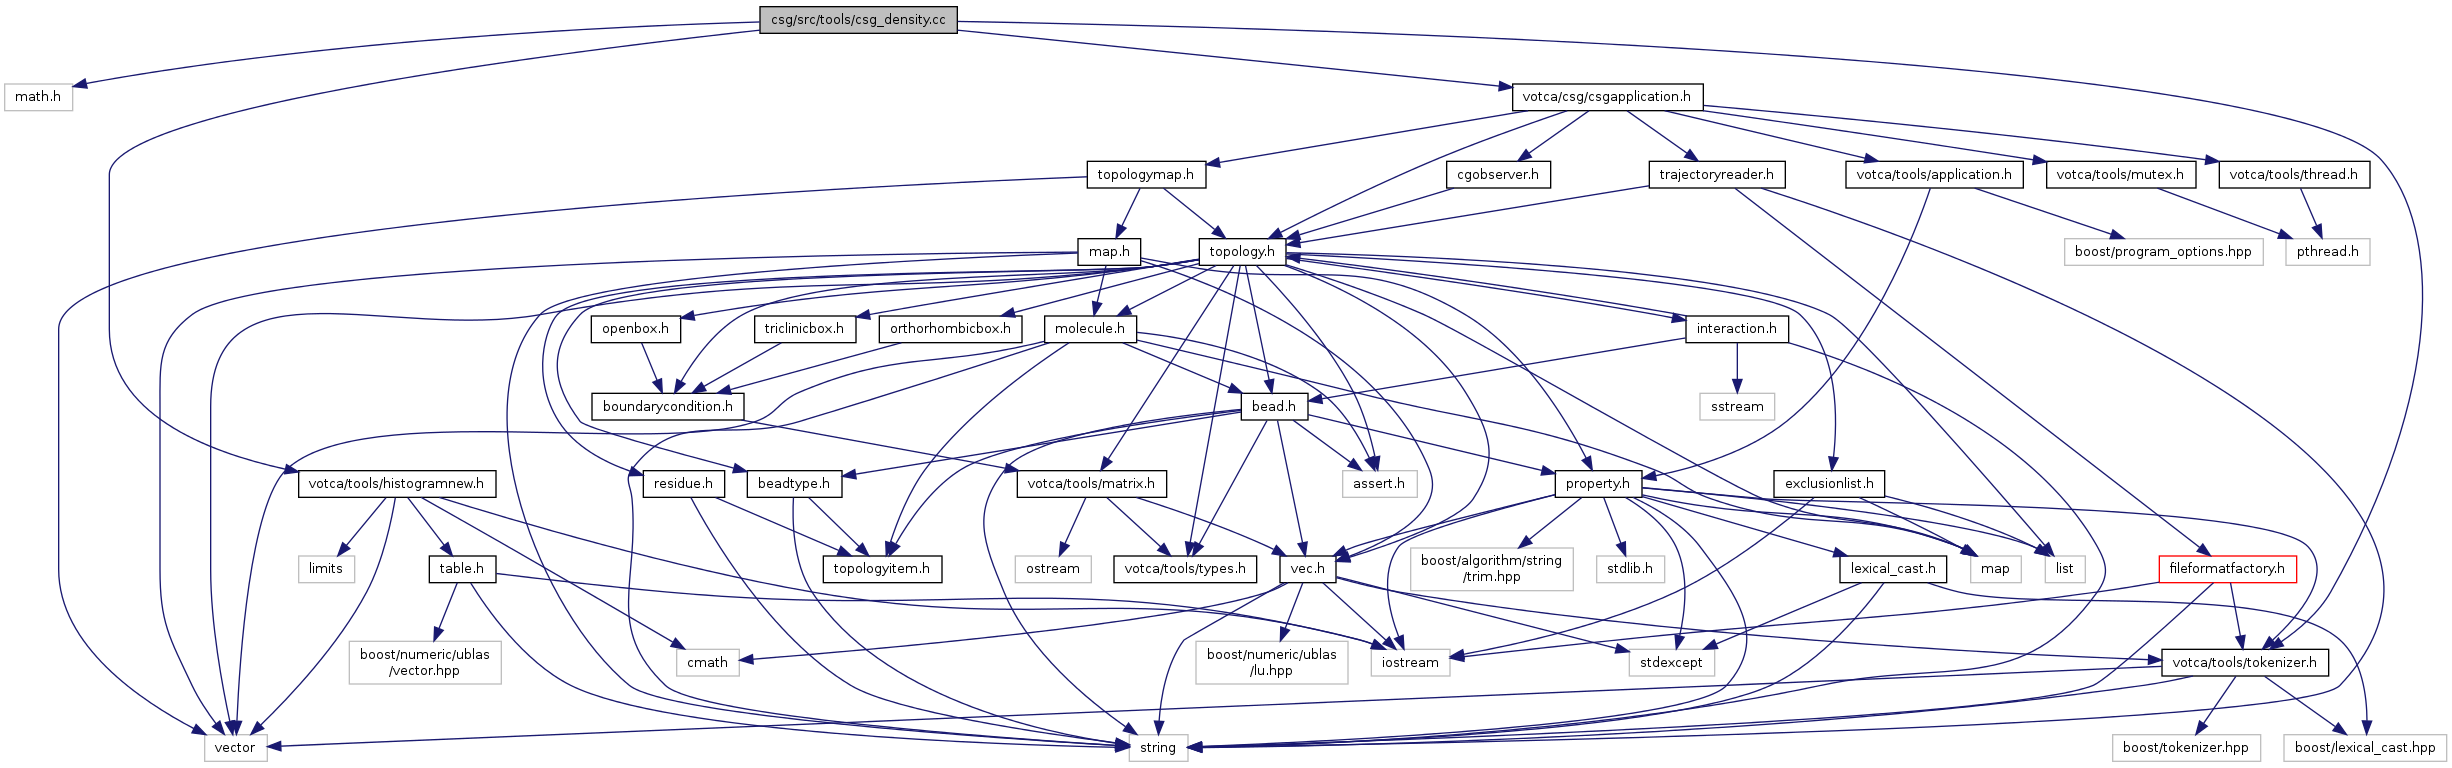 csg/src/tools/csg_density.cc
math.h
votca/csg/csgapplication.h
topologymap.h
cgobserver.h
trajectoryreader.h
votca/tools/application.h
votca/tools/mutex.h
votca/tools/thread.h
map.h
topology.h
boost/program_options.hpp
pthread.h
openbox.h
triclinicbox.h
orthorhombicbox.h
molecule.h
interaction.h
boundarycondition.h
bead.h
sstream
votca/tools/histogramnew.h
residue.h
beadtype.h
votca/tools/matrix.h
assert.h
property.h
exclusionlist.h
limits
table.h
topologyitem.h
ostream
votca/tools/types.h
vec.h
boost/algorithm/string
/trim.hpp
stdlib.h
lexical_cast.h
map
list
fileformatfactory.h
boost/numeric/ublas
/vector.hpp
cmath
boost/numeric/ublas
/lu.hpp
iostream
stdexcept
votca/tools/tokenizer.h
vector
string
boost/tokenizer.hpp
boost/lexical_cast.hpp